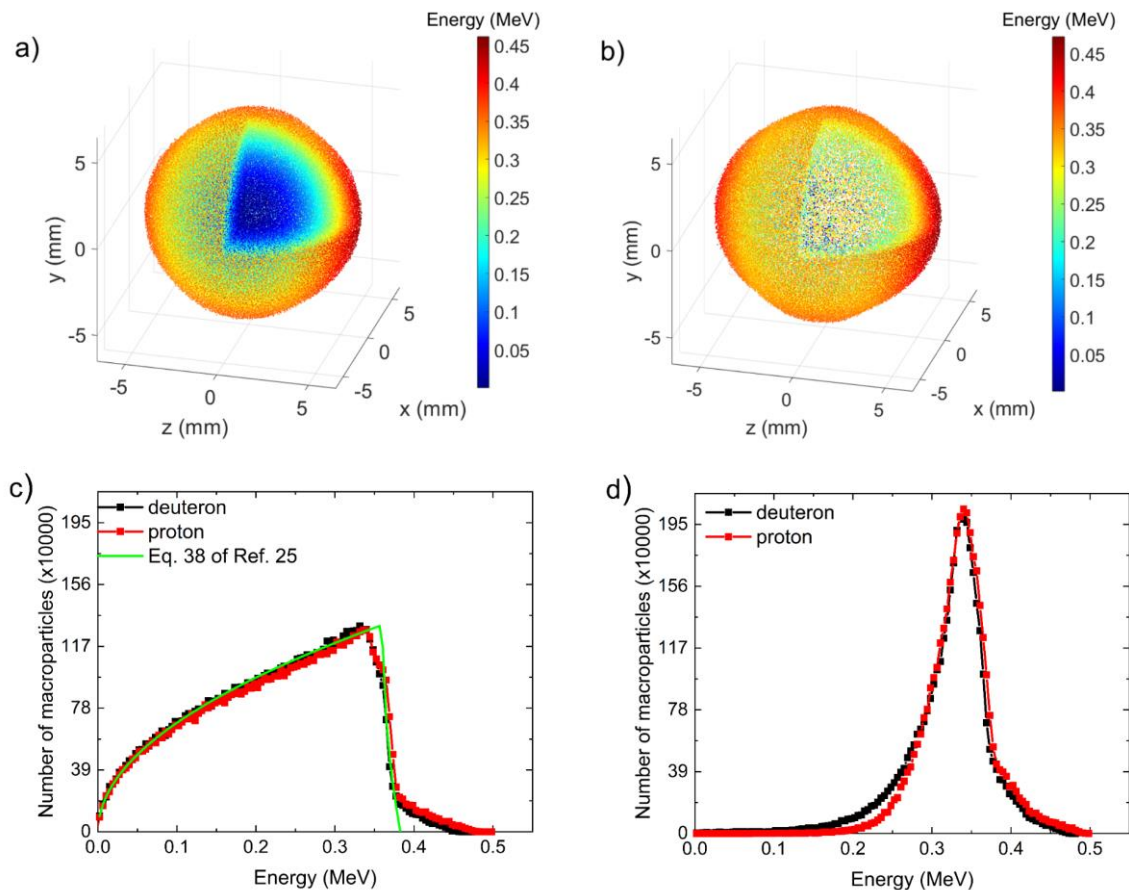 a)
Energy (MeV)
0.45
0.4
0.35
0.3
0.25
0.2
0.15
0.1
0.05
5
0
-5
y (mm)
-5
0
5
z (mm)
5
0
-5
x (mm)
b)
Energy (MeV)
0.45
0.4
0.35
0.3
0.25
0.2
0.15
0.1
0.05
5
0
-5
y (mm)
-5
0
5
z (mm)
5
0
-5
x (mm)
c)
deuteron
proton
Eq. 38 of Ref. 25
Number of macroparticles (x10000)
195
156
117
78
39
0
0.0 0.1 0.2 0.3 0.4 0.5
Energy (MeV)
d)
deuteron
proton
Number of macroparticles (x10000)
195
156
117
78
39
0
0.0 0.1 0.2 0.3 0.4 0.5
Energy (MeV)